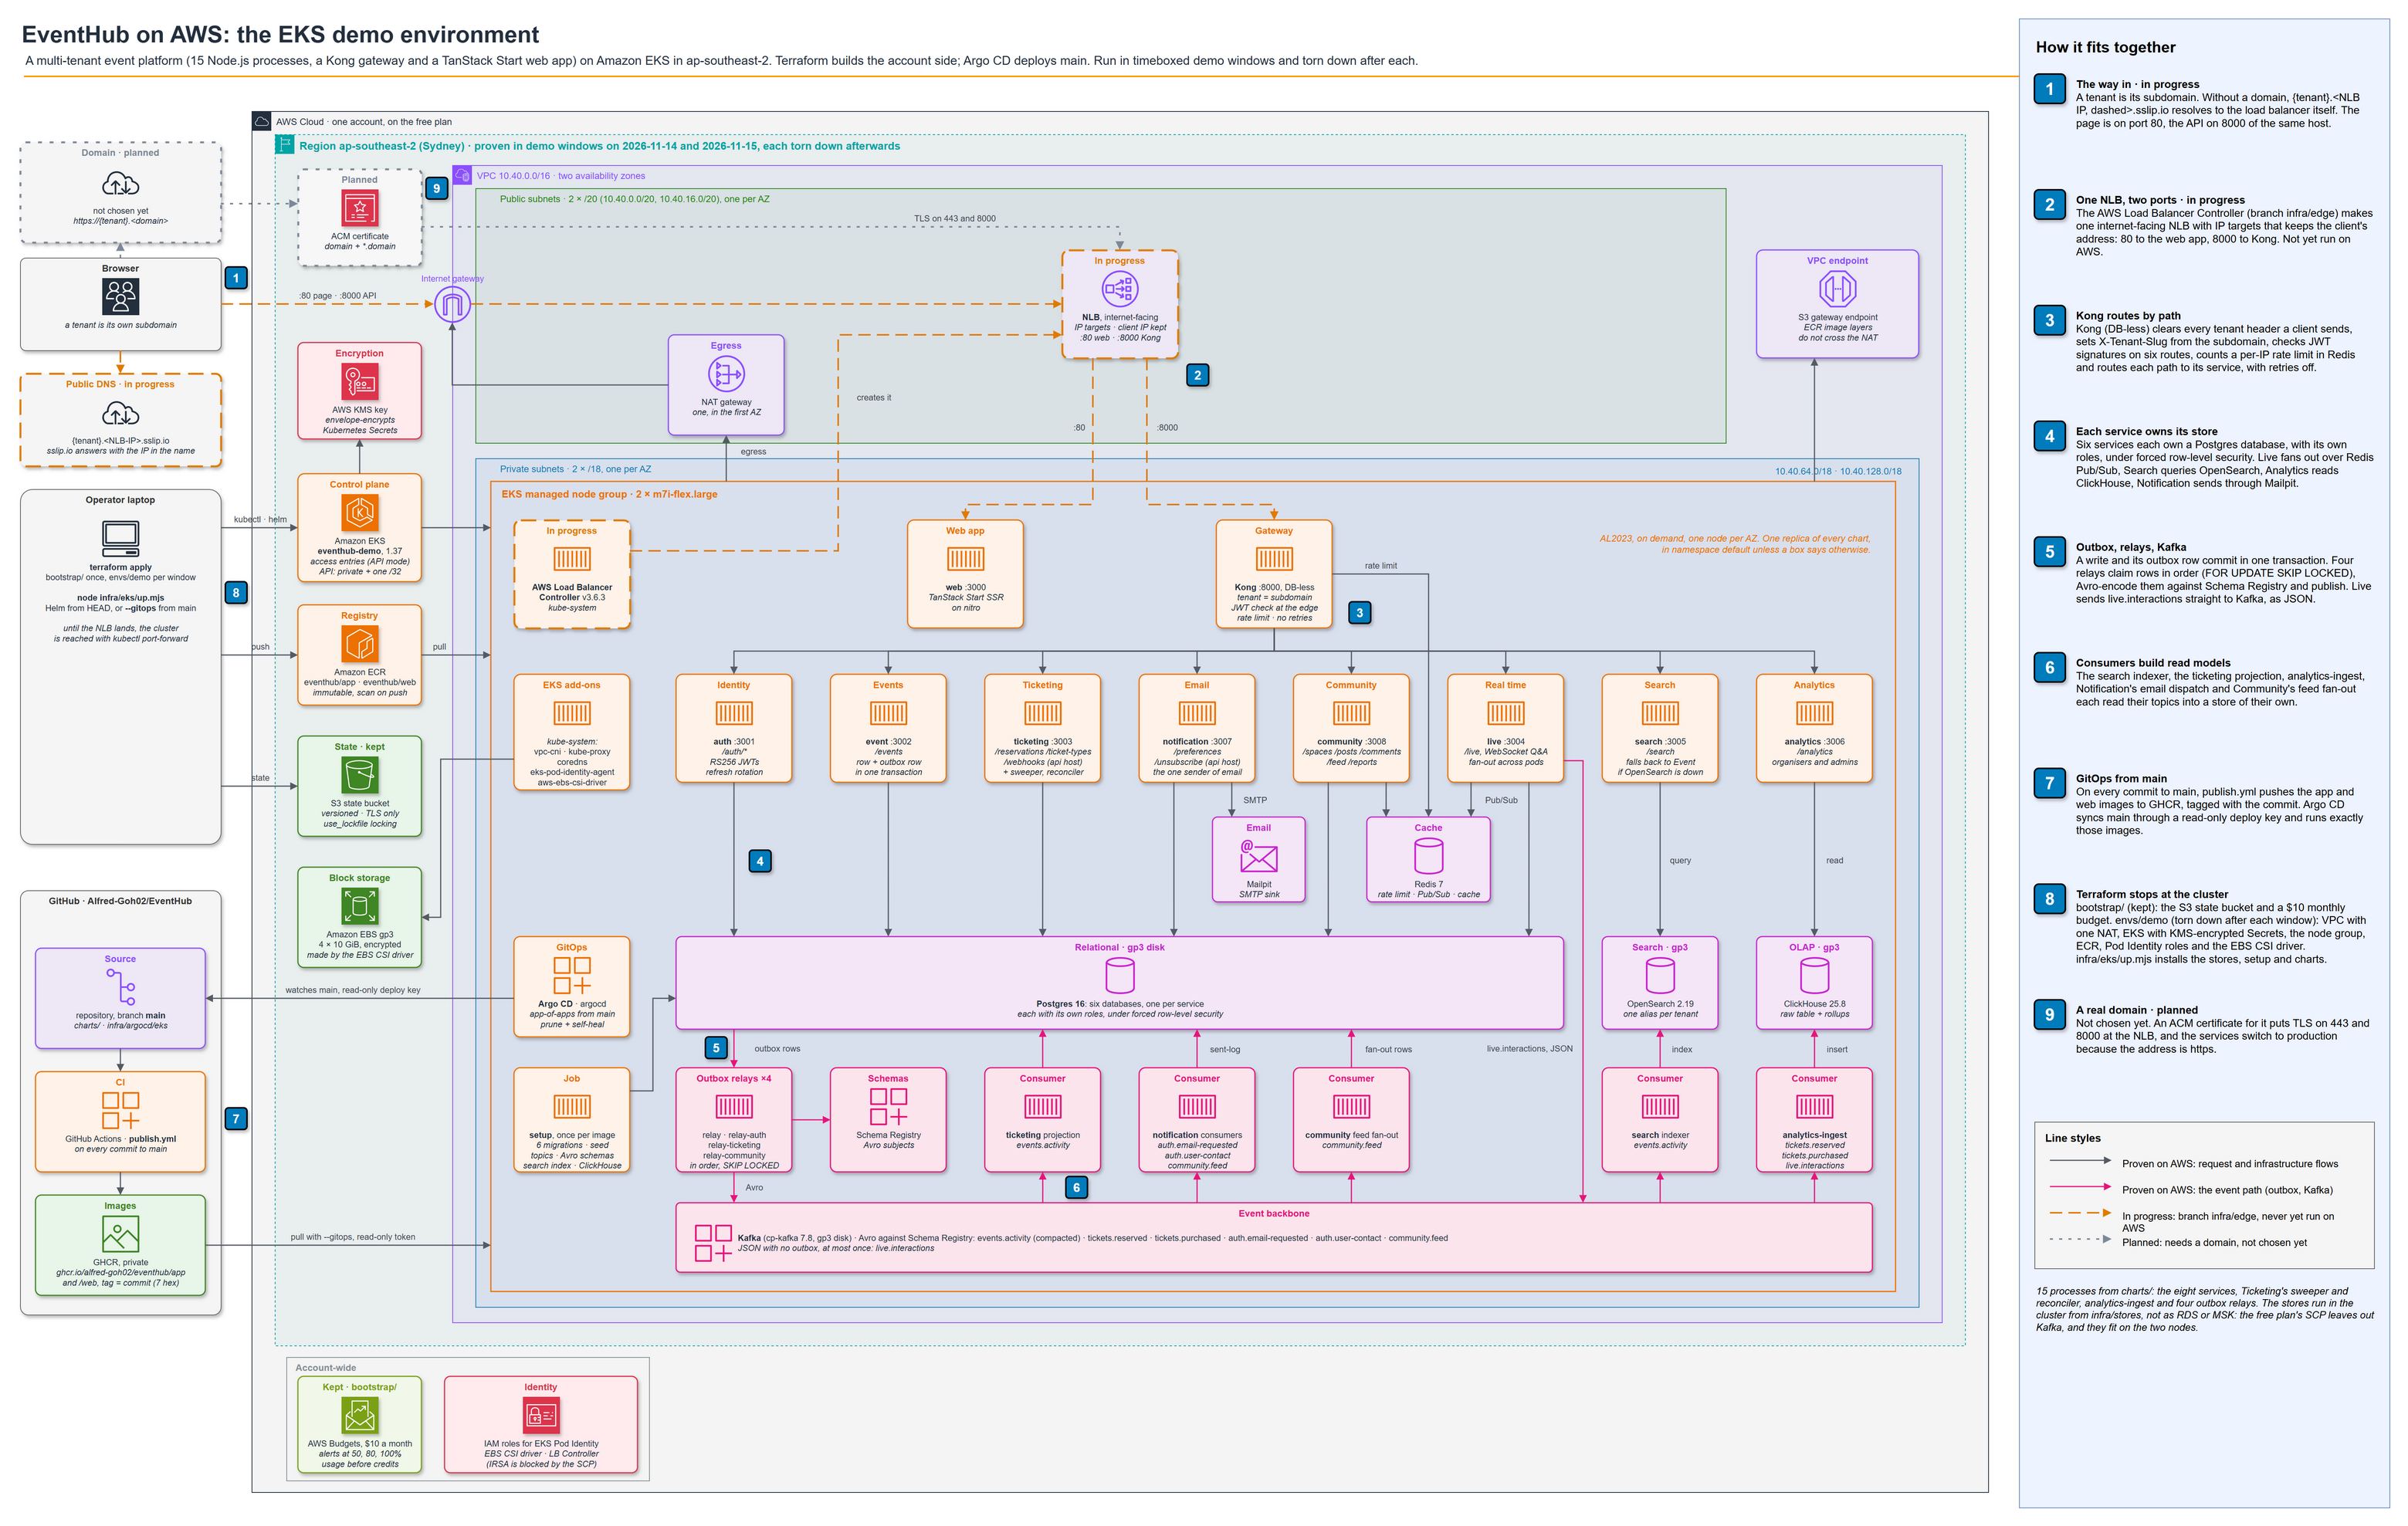 EventHub on AWS: the EKS demo environment
A multi-tenant event platform (15 Node.js processes, a Kong gateway and a TanStack Start web app) on Amazon EKS in ap-southeast-2. Terraform builds the account side; Argo CD deploys main. Run in timeboxed demo windows and torn down after each.
AWS Cloud · one account, on the free plan
Region ap-southeast-2 (Sydney) · proven in demo windows on 2026-11-14 and 2026-11-15, each torn down afterwards
Domain · planned
not chosen yet
https://{tenant}.<domain>
Browser
a tenant is its own subdomain
1
Public DNS · in progress
{tenant}.<NLB-IP>.sslip.io
sslip.io answers with the IP in the name
Operator laptop
terraform apply
bootstrap/ once, envs/demo per window
node infra/eks/up.mjs
Helm from HEAD, or --gitops from main
until the NLB lands, the cluster
is reached with kubectl port-forward
8
GitHub · Alfred-Goh02/EventHub
Source
repository, branch main
charts/ · infra/argocd/eks
CI
GitHub Actions · publish.yml
on every commit to main
7
Images
GHCR, private
ghcr.io/alfred-goh02/eventhub/app
and /web, tag = commit (7 hex)
Planned
ACM certificate
domain + *.domain
9
Encryption
AWS KMS key
envelope-encrypts
Kubernetes Secrets
Control plane
Amazon EKS
eventhub-demo, 1.37
access entries (API mode)
API: private + one /32
kubectl · helm
Registry
Amazon ECR
eventhub/app · eventhub/web
immutable, scan on push
push
pull
State · kept
S3 state bucket
versioned · TLS only
use_lockfile locking
state
Block storage
Amazon EBS gp3
4 × 10 GiB, encrypted
made by the EBS CSI driver
watches main, read-only deploy key
pull with --gitops, read-only token
VPC 10.40.0.0/16 · two availability zones
Public subnets · 2 × /20 (10.40.0.0/20, 10.40.16.0/20), one per AZ
TLS on 443 and 8000
Internet gateway
:80 page · :8000 API
In progress
NLB, internet-facing
IP targets · client IP kept
:80 web · :8000 Kong
2
Egress
NAT gateway
one, in the first AZ
creates it
:80
:8000
egress
VPC endpoint
S3 gateway endpoint
ECR image layers
do not cross the NAT
Private subnets · 2 × /18, one per AZ
10.40.64.0/18 · 10.40.128.0/18
EKS managed node group · 2 × m7i-flex.large
AL2023, on demand, one node per AZ. One replica of every chart,
in namespace default unless a box says otherwise.
In progress
AWS Load Balancer
Controller v3.6.3
kube-system
Web app
web :3000
TanStack Start SSR
on nitro
Gateway
Kong :8000, DB-less
tenant = subdomain
JWT check at the edge
rate limit · no retries
rate limit
3
EKS add-ons
kube-system:
vpc-cni · kube-proxy
coredns
eks-pod-identity-agent
aws-ebs-csi-driver
Identity
auth :3001
/auth/*
RS256 JWTs
refresh rotation
Events
event :3002
/events
row + outbox row
in one transaction
Ticketing
ticketing :3003
/reservations /ticket-types
/webhooks (api host)
+ sweeper, reconciler
Email
notification :3007
/preferences
/unsubscribe (api host)
the one sender of email
Community
community :3008
/spaces /posts /comments
/feed /reports
Real time
live :3004
/live, WebSocket Q&A
fan-out across pods
Search
search :3005
/search
falls back to Event
if OpenSearch is down
Analytics
analytics :3006
/analytics
organisers and admins
SMTP
Pub/Sub
Email
Mailpit
SMTP sink
Cache
Redis 7
rate limit · Pub/Sub · cache
4
query
read
GitOps
Argo CD · argocd
app-of-apps from main
prune + self-heal
Relational · gp3 disk
Postgres 16: six databases, one per service
each with its own roles, under forced row-level security
Search · gp3
OpenSearch 2.19
one alias per tenant
OLAP · gp3
ClickHouse 25.8
raw table + rollups
5
outbox rows
sent-log
fan-out rows
live.interactions, JSON
index
insert
Job
setup, once per image
6 migrations · seed
topics · Avro schemas
search index · ClickHouse
Outbox relays ×4
relay · relay-auth
relay-ticketing
relay-community
in order, SKIP LOCKED
Schemas
Schema Registry
Avro subjects
Consumer
ticketing projection
events.activity
Consumer
notification consumers
auth.email-requested
auth.user-contact
community.feed
Consumer
community feed fan-out
community.feed
Consumer
search indexer
events.activity
Consumer
analytics-ingest
tickets.reserved
tickets.purchased
live.interactions
Avro
6
Event backbone
Kafka (cp-kafka 7.8, gp3 disk) · Avro against Schema Registry: events.activity (compacted) · tickets.reserved · tickets.purchased · auth.email-requested · auth.user-contact · community.feed
JSON with no outbox, at most once: live.interactions
Account-wide
Kept · bootstrap/
AWS Budgets, $10 a month
alerts at 50, 80, 100%
usage before credits
Identity
IAM roles for EKS Pod Identity
EBS CSI driver · LB Controller
(IRSA is blocked by the SCP)
How it fits together
1
The way in · in progress
A tenant is its subdomain. Without a domain, {tenant}.<NLB
IP, dashed>.sslip.io resolves to the load balancer itself. The
page is on port 80, the API on 8000 of the same host.
2
One NLB, two ports · in progress
The AWS Load Balancer Controller (branch infra/edge) makes
one internet-facing NLB with IP targets that keeps the client's
address: 80 to the web app, 8000 to Kong. Not yet run on
AWS.
3
Kong routes by path
Kong (DB-less) clears every tenant header a client sends,
sets X-Tenant-Slug from the subdomain, checks JWT
signatures on six routes, counts a per-IP rate limit in Redis
and routes each path to its service, with retries off.
4
Each service owns its store
Six services each own a Postgres database, with its own
roles, under forced row-level security. Live fans out over Redis
Pub/Sub, Search queries OpenSearch, Analytics reads
ClickHouse, Notification sends through Mailpit.
5
Outbox, relays, Kafka
A write and its outbox row commit in one transaction. Four
relays claim rows in order (FOR UPDATE SKIP LOCKED),
Avro-encode them against Schema Registry and publish. Live
sends live.interactions straight to Kafka, as JSON.
6
Consumers build read models
The search indexer, the ticketing projection, analytics-ingest,
Notification's email dispatch and Community's feed fan-out
each read their topics into a store of their own.
7
GitOps from main
On every commit to main, publish.yml pushes the app and
web images to GHCR, tagged with the commit. Argo CD
syncs main through a read-only deploy key and runs exactly
those images.
8
Terraform stops at the cluster
bootstrap/ (kept): the S3 state bucket and a $10 monthly
budget. envs/demo (torn down after each window): VPC with
one NAT, EKS with KMS-encrypted Secrets, the node group,
ECR, Pod Identity roles and the EBS CSI driver.
infra/eks/up.mjs installs the stores, setup and charts.
9
A real domain · planned
Not chosen yet. An ACM certificate for it puts TLS on 443 and
8000 at the NLB, and the services switch to production
because the address is https.
Line styles
Proven on AWS: request and infrastructure flows
Proven on AWS: the event path (outbox, Kafka)
In progress: branch infra/edge, never yet run on
AWS
Planned: needs a domain, not chosen yet
15 processes from charts/: the eight services, Ticketing's sweeper and
reconciler, analytics-ingest and four outbox relays. The stores run in the
cluster from infra/stores, not as RDS or MSK: the free plan's SCP leaves out
Kafka, and they fit on the two nodes.